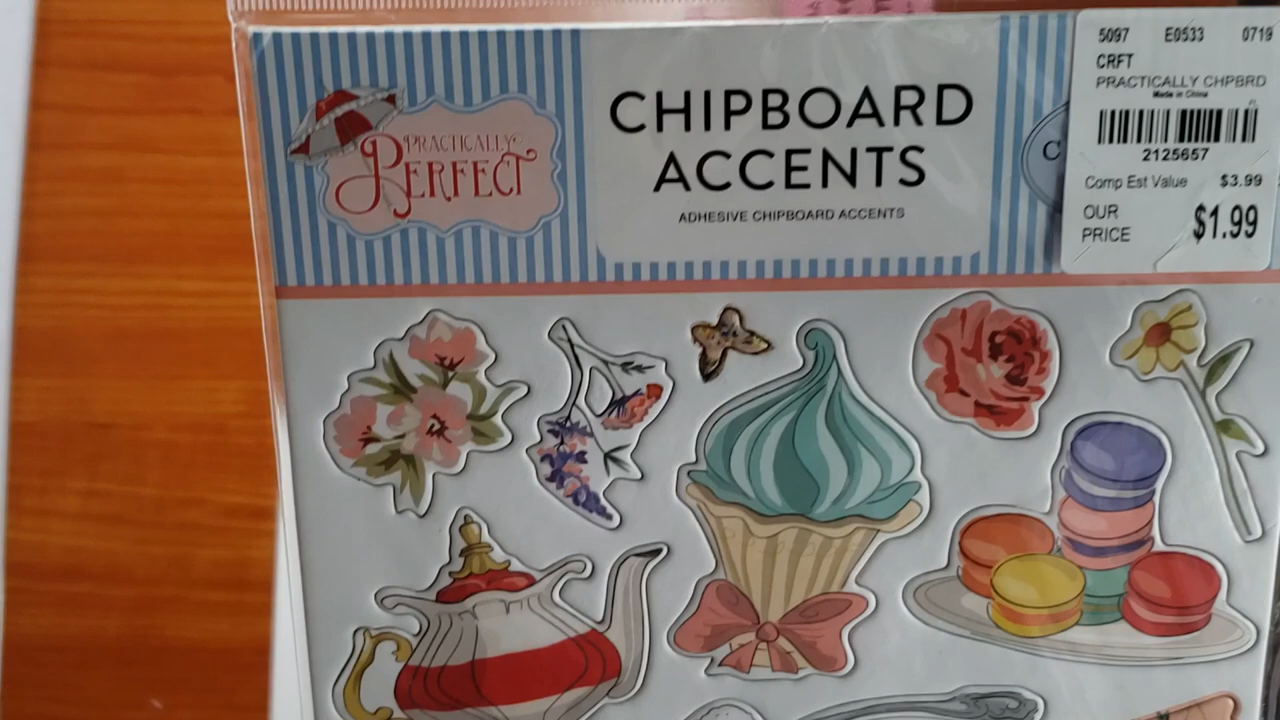 PRACTICALLY
PERFECT
CHIPBOARD
ACCENTS
ADHESIVE CHIPBOARD ACCENTS
C
5097 E0533 0719
CRFT
PRACTICALLY CHPBRD
Made in China
2125657
Comp Est Value $3.99
OUR
PRICE $1.99